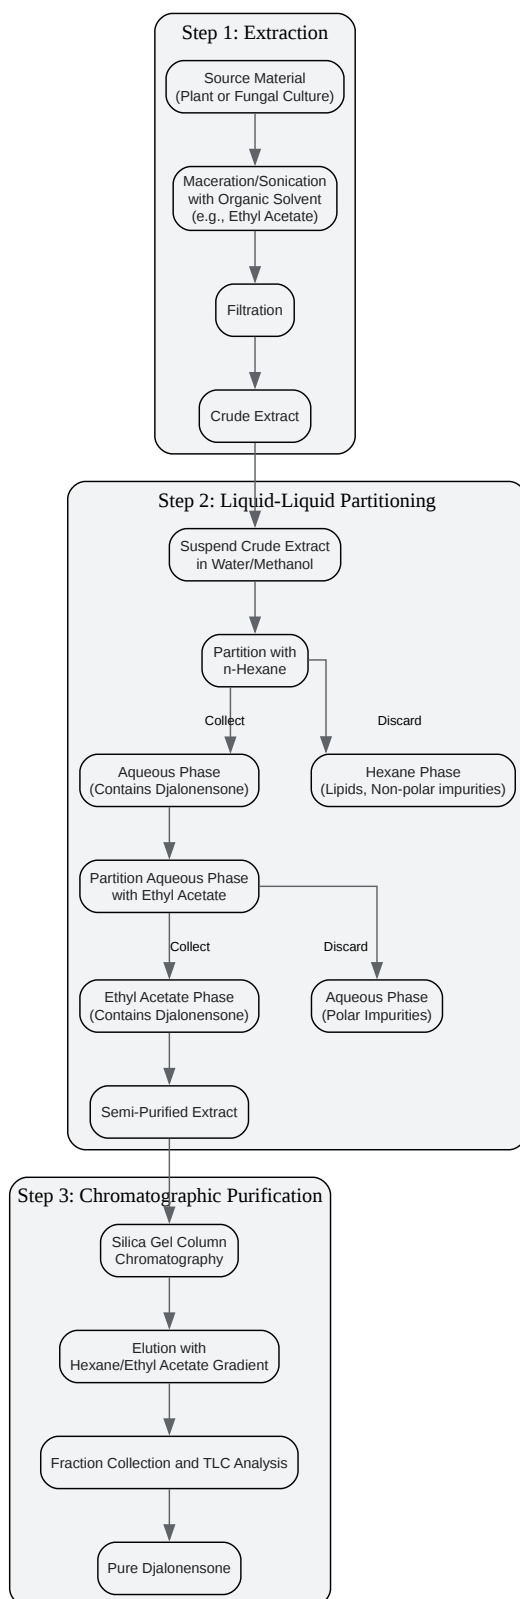 Step 1: Extraction
Source Material
(Plant or Fungal Culture)
Maceration/Sonication
with Organic Solvent
(e.g., Ethyl Acetate)
Filtration
Crude Extract
Step 2: Liquid-Liquid Partitioning
Suspend Crude Extract
in Water/Methanol
Partition with
n-Hexane
Collect
Discard
Aqueous Phase
(Contains Djalonensone)
Hexane Phase
(Lipids, Non-polar impurities)
Partition Aqueous Phase
with Ethyl Acetate
Collect
Discard
Ethyl Acetate Phase
(Contains Djalonensone)
Aqueous Phase
(Polar Impurities)
Semi-Purified Extract
Step 3: Chromatographic Purification
Silica Gel Column
Chromatography
Elution with
Hexane/Ethyl Acetate Gradient
Fraction Collection and TLC Analysis
Pure Djalonensone